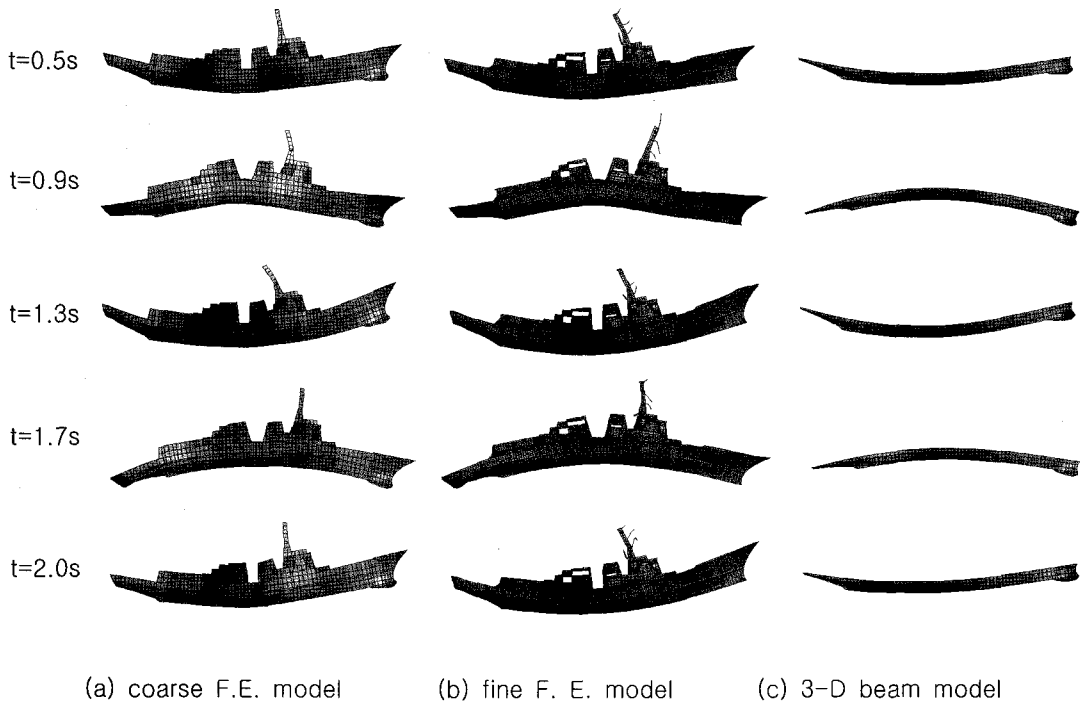 t=0.5s
t=0.9s
t=1.3s
t=1.7s
t=2.0s
(a) coarse F.E. model
(b) fine F. E. model
(c) 3-D beam model